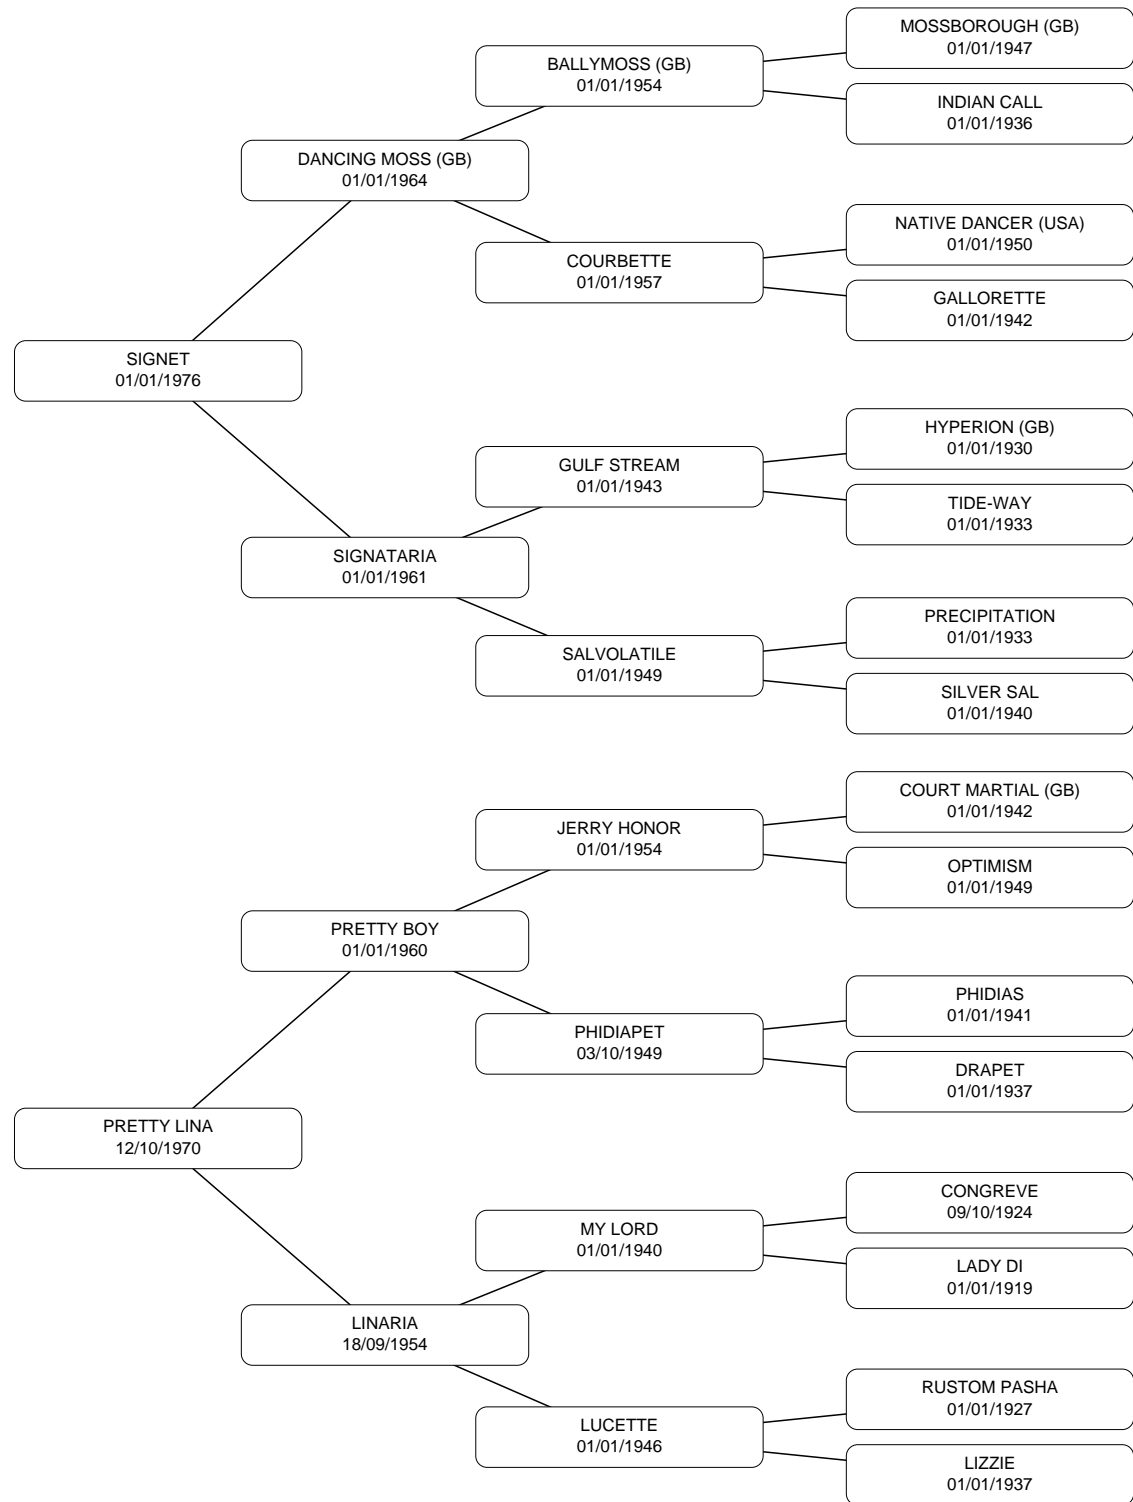 MOSSBOROUGH (GB)
01/01/1947
BALLYMOSS (GB)
01/01/1954
INDIAN CALL
01/01/1936
DANCING MOSS (GB)
01/01/1964
NATIVE DANCER (USA)
01/01/1950
COURBETTE
01/01/1957
GALLORETTE
01/01/1942
SIGNET
01/01/1976
HYPERION (GB)
01/01/1930
GULF STREAM
01/01/1943
TIDE-WAY
01/01/1933
SIGNATARIA
01/01/1961
PRECIPITATION
01/01/1933
SALVOLATILE
01/01/1949
SILVER SAL
01/01/1940
COURT MARTIAL (GB)
01/01/1942
JERRY HONOR
01/01/1954
OPTIMISM
01/01/1949
PRETTY BOY
01/01/1960
PHIDIAS
01/01/1941
PHIDIAPET
03/10/1949
DRAPET
01/01/1937
PRETTY LINA
12/10/1970
CONGREVE
09/10/1924
MY LORD
01/01/1940
LADY DI
01/01/1919
LINARIA
18/09/1954
RUSTOM PASHA
01/01/1927
LUCETTE
01/01/1946
LIZZIE
01/01/1937